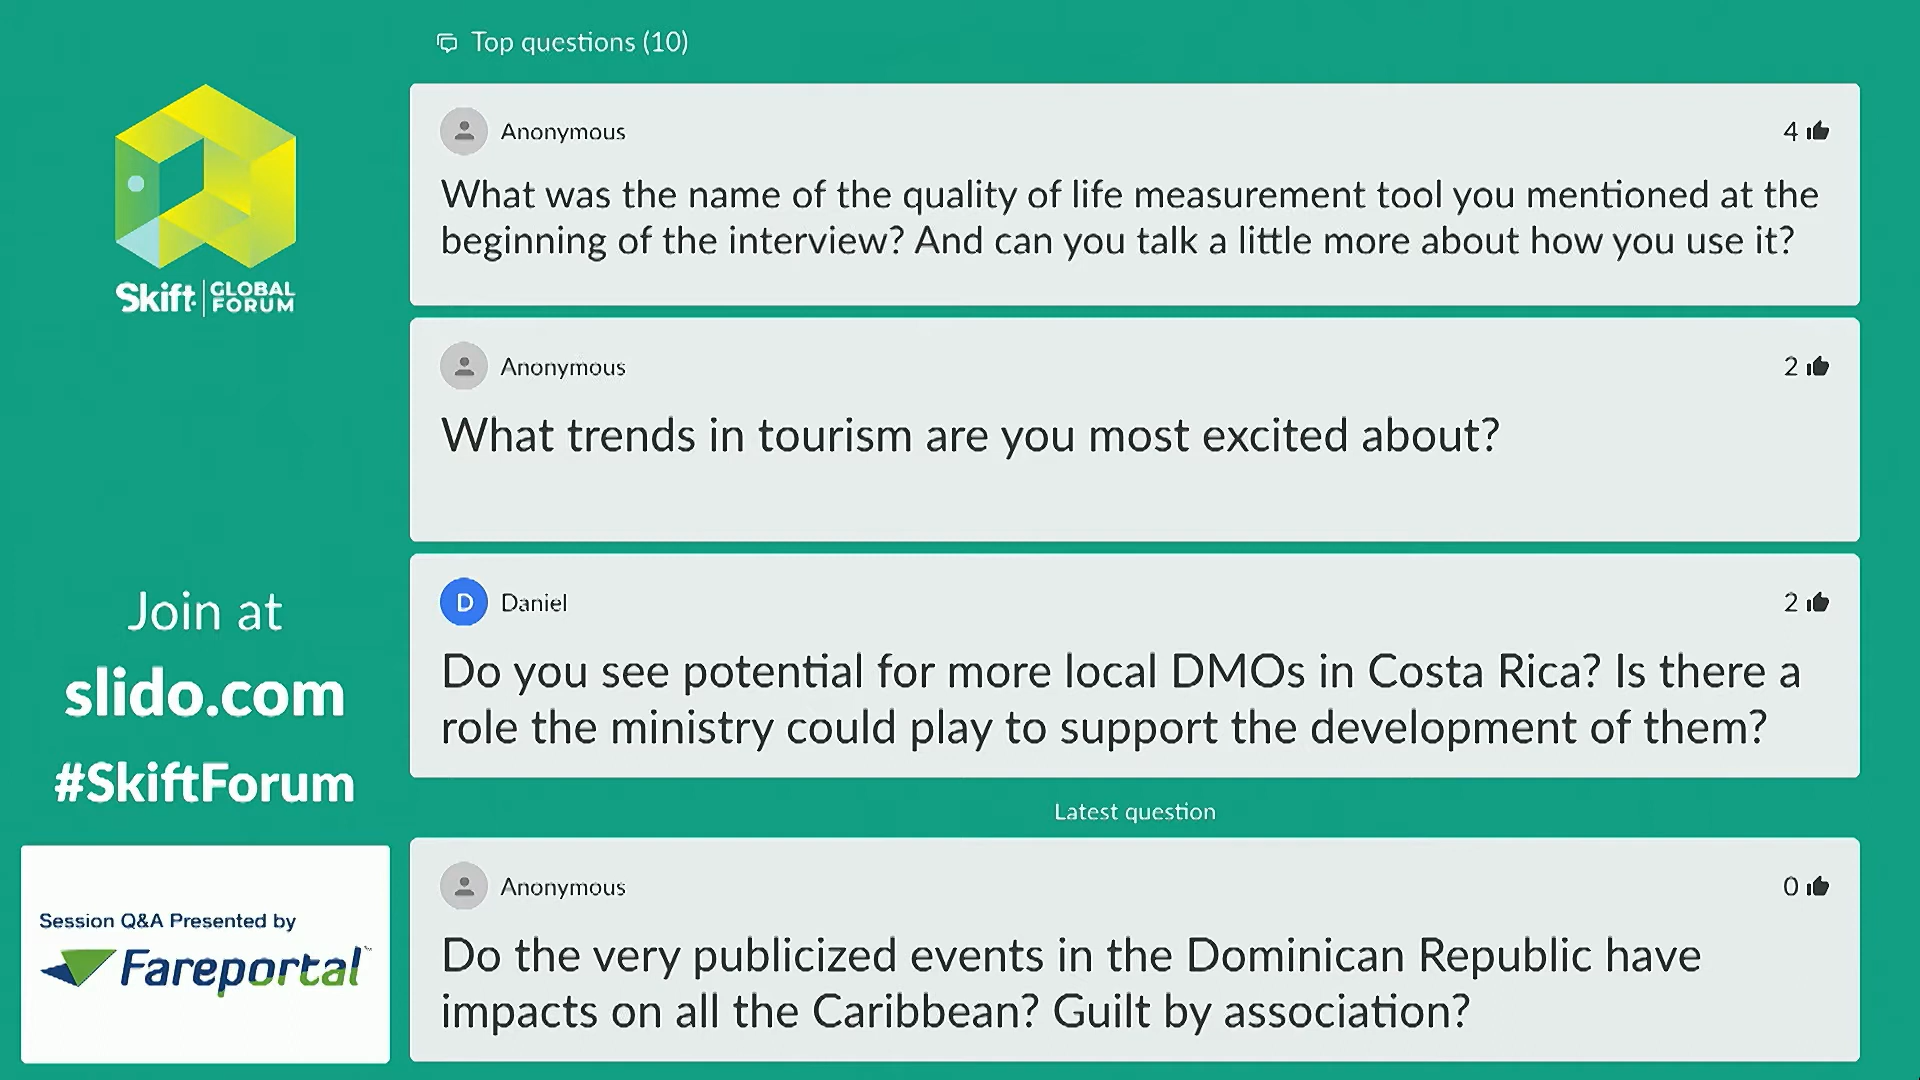 Top questions (10)
Skift
GLOBAL
FORUM
Anonymous
4
What was the name of the quality of life measurement tool you mentioned at the
beginning of the interview? And can you talk a little more about how you use it?
Anonymous
2
What trends in tourism are you most excited about?
D
Daniel
2
Do you see potential for more local DMOs in Costa Rica? Is there a
role the ministry could play to support the development of them?
Join at
slido.com
#SkiftForum
Latest question
Anonymous
0
Do the very publicized events in the Dominican Republic have
impacts on all the Caribbean? Guilt by association?
Session Q&A Presented by
Fareportal™